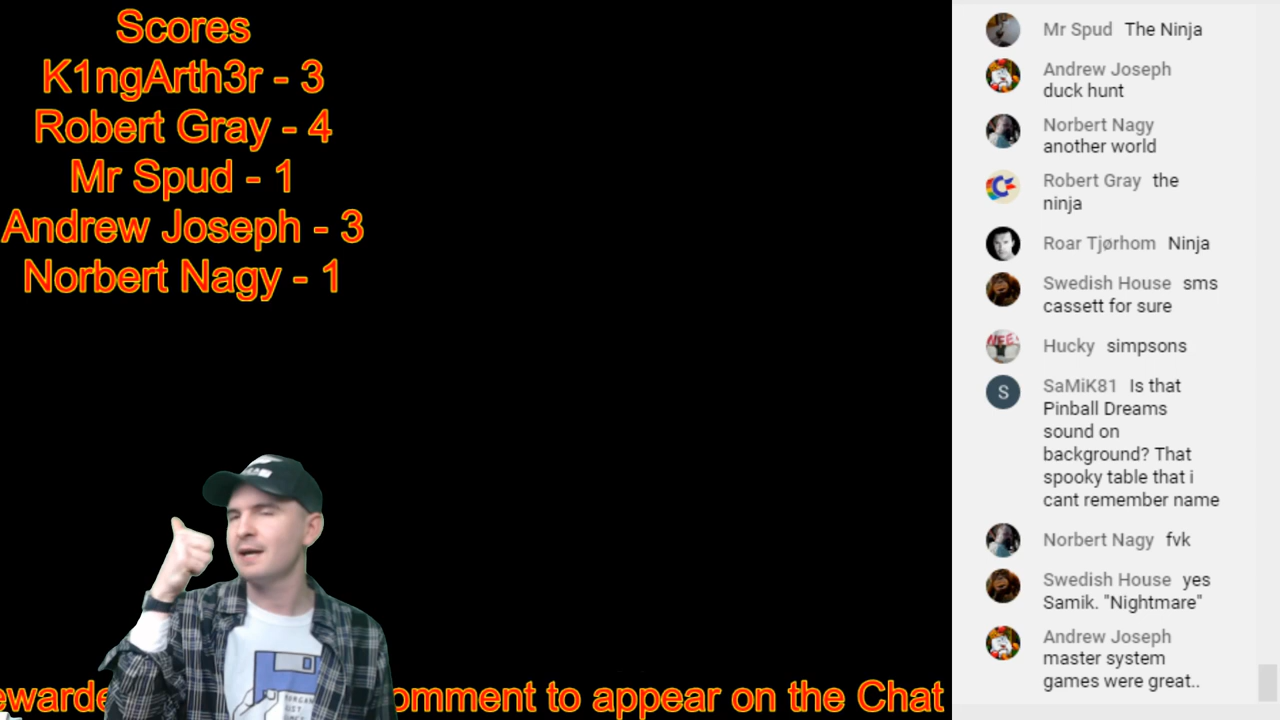 Scores
K1ngArth3r - 3
Robert Gray - 4
Mr Spud - 1
Andrew Joseph - 3
Norbert Nagy - 1
omment to appear on the Chat
Mr Spud The Ninja
Andrew Joseph
duck hunt
Norbert Nagy
another world
Robert Gray the
ninja
Roar Tjørhom Ninja
Swedish House sms
cassett for sure
Hucky simpsons
S
SaMiK81 Is that
Pinball Dreams
sound on
background? That
spooky table that i
cant remember name
Norbert Nagy fvk
Swedish House yes
Samik. "Nightmare"
Andrew Joseph
master system
games were great..